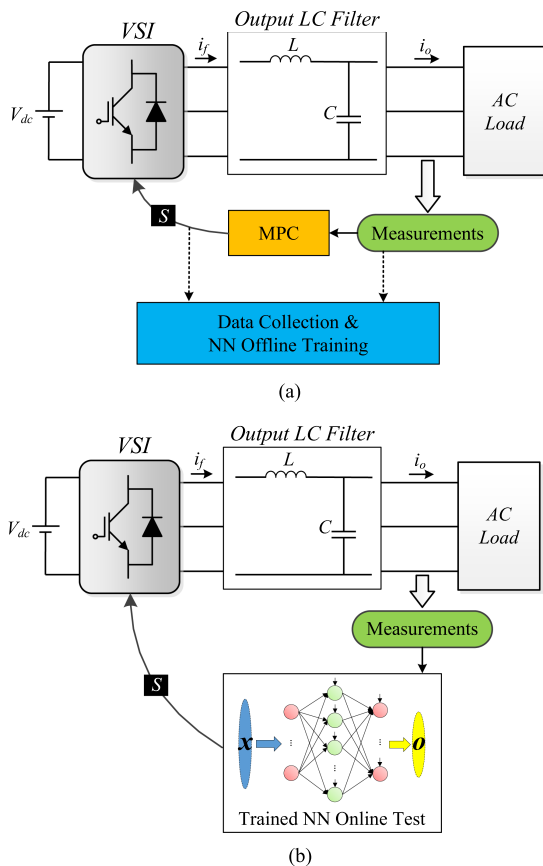 VSI
Output LC Filter
i_f
L
i_o
V_dc
C
AC
Load
S
MPC
Measurements
Data Collection &
NN Offline Training
(a)
VSI
Output LC Filter
i_f
L
i_o
V_dc
C
AC
Load
Measurements
S
x
...
...
...
o
Trained NN Online Test
(b)